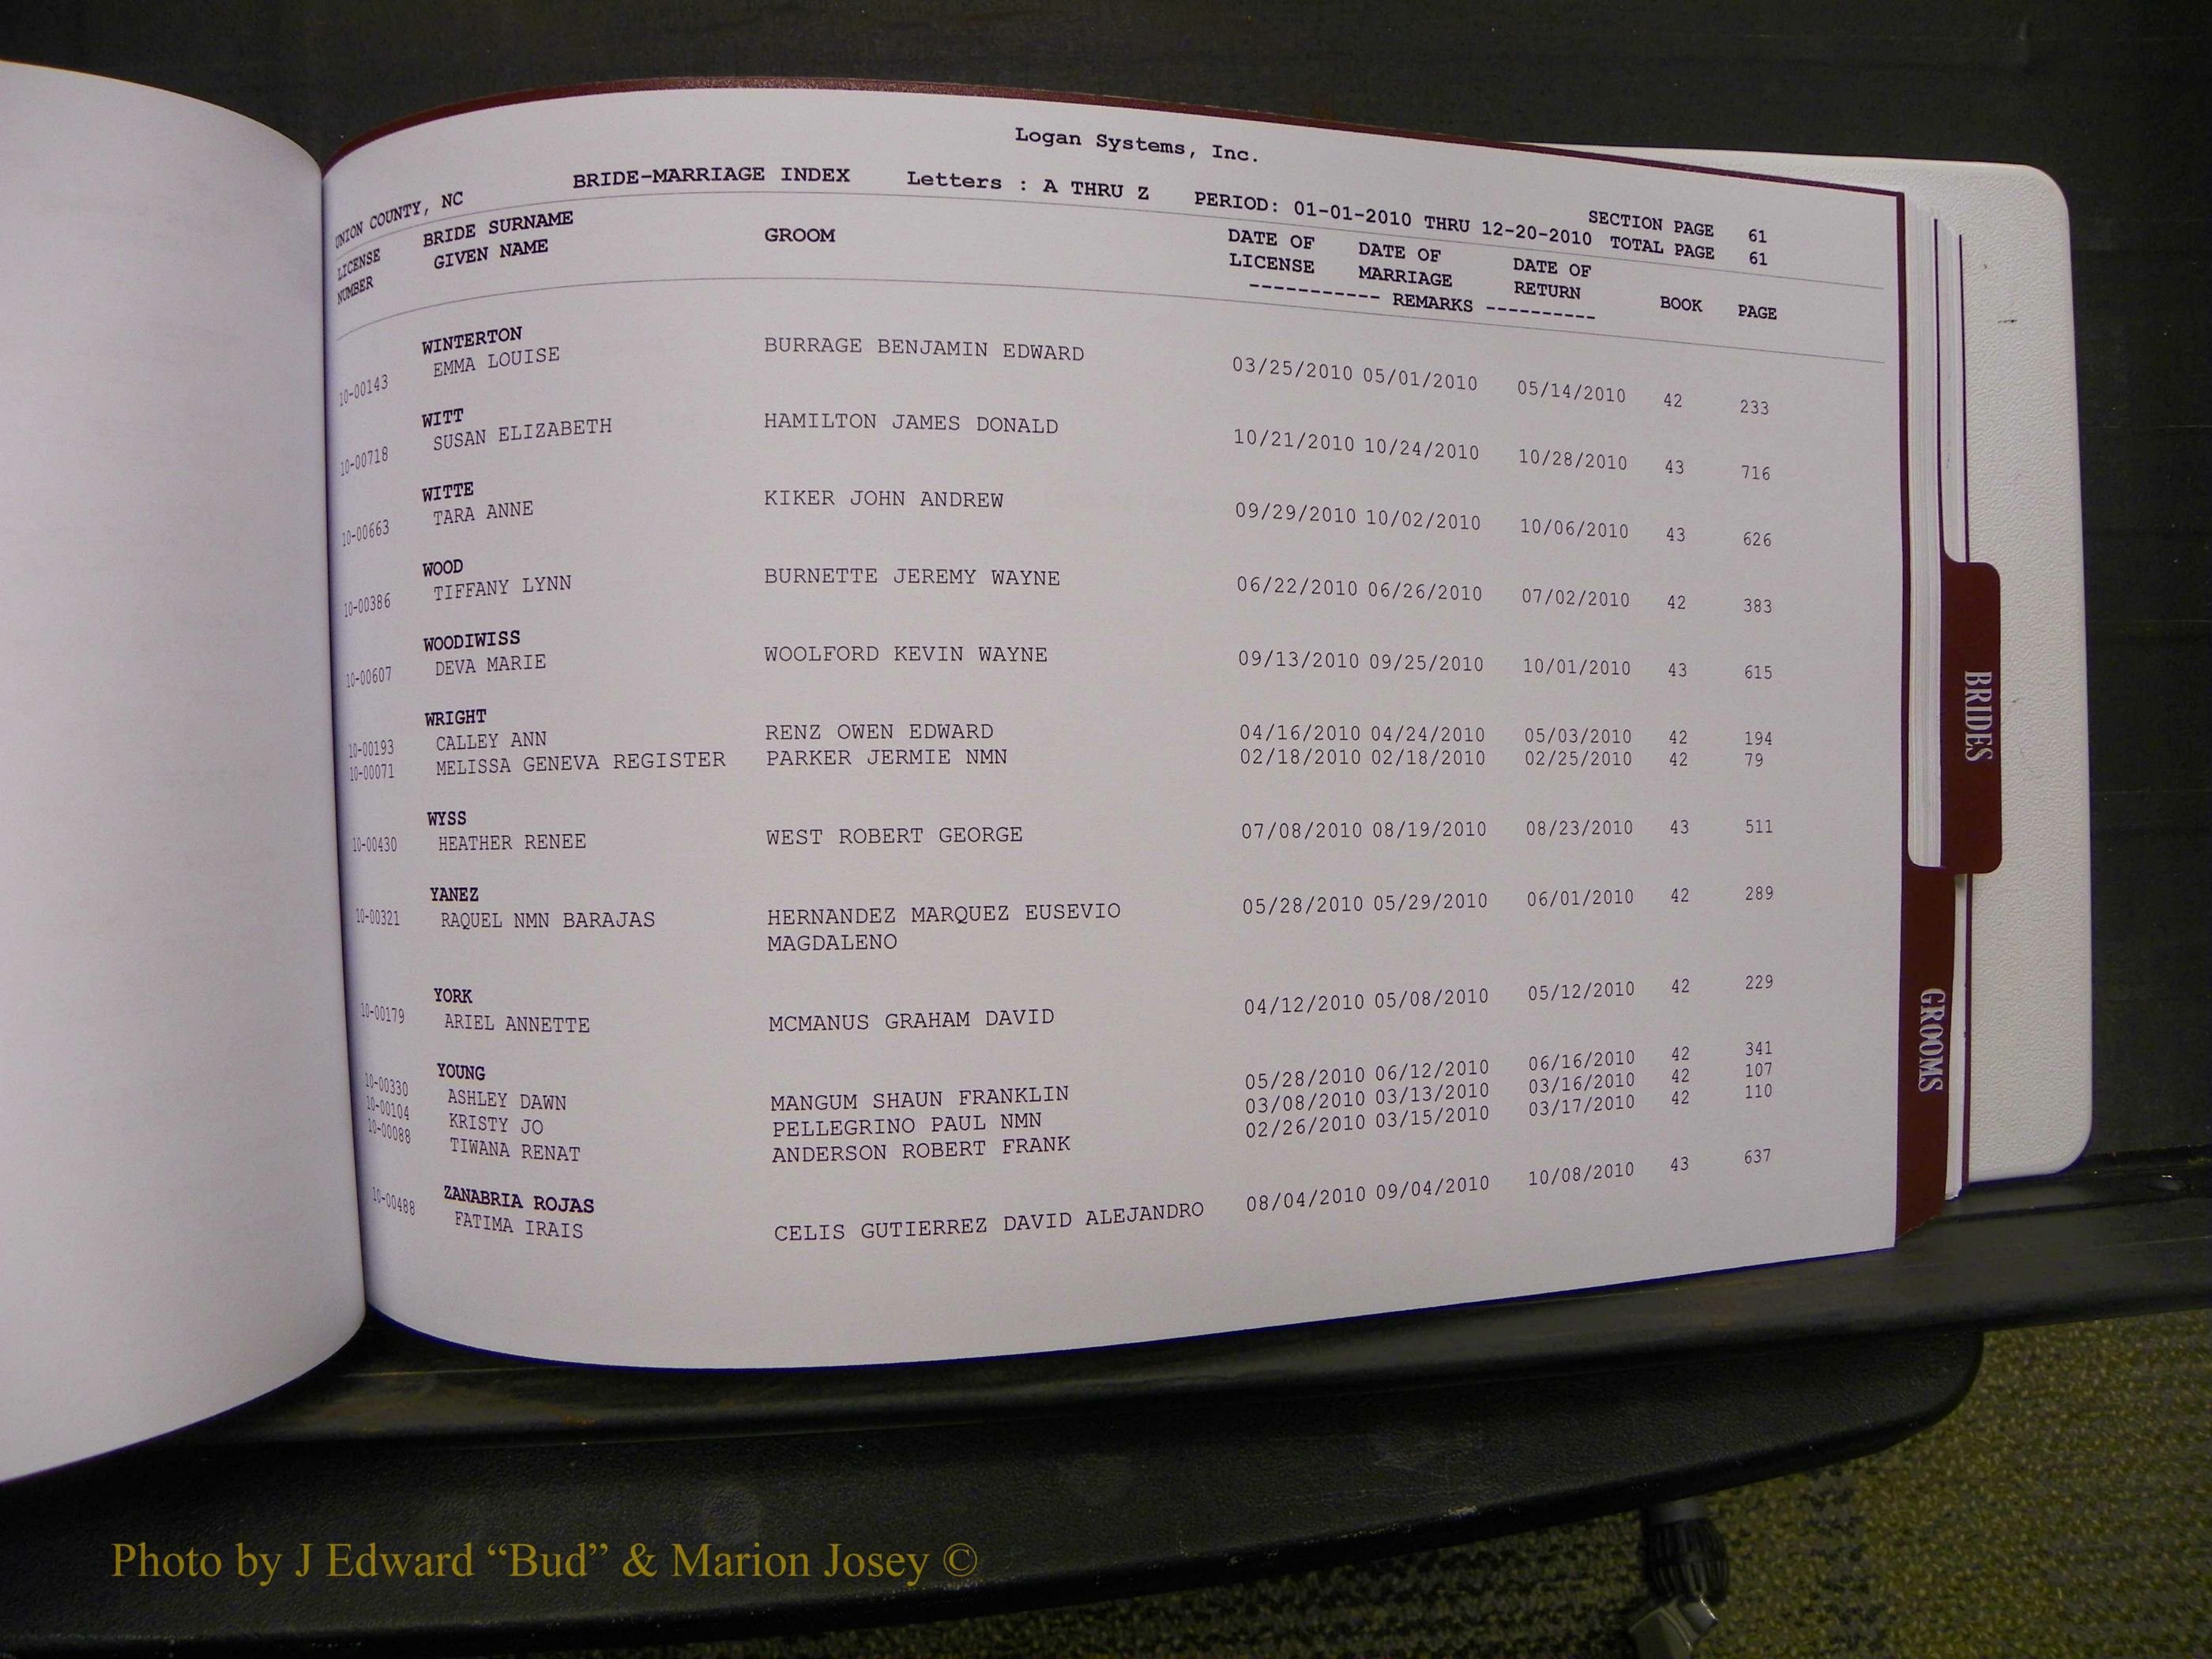 Logan Systems, Inc.
UNION COUNTY, NC BRIDE-MARRIAGE INDEX Letters : A THRU Z PERIOD: 01-01-2010 THRU 12-20-2010 SECTION PAGE 61
TOTAL PAGE 61
LICENSE BRIDE SURNAME GROOM DATE OF DATE OF DATE OF BOOK PAGE
NUMBER GIVEN NAME LICENSE MARRIAGE RETURN
----------- REMARKS ----------
WINTERTON
10-00143 EMMA LOUISE BURRAGE BENJAMIN EDWARD 03/25/2010 05/01/2010 05/14/2010 42 233
WITT
10-00718 SUSAN ELIZABETH HAMILTON JAMES DONALD 10/21/2010 10/24/2010 10/28/2010 43 716
WITTE
10-00663 TARA ANNE KIKER JOHN ANDREW 09/29/2010 10/02/2010 10/06/2010 43 626
WOOD
10-00386 TIFFANY LYNN BURNETTE JEREMY WAYNE 06/22/2010 06/26/2010 07/02/2010 42 383
WOODIWISS
10-00607 DEVA MARIE WOOLFORD KEVIN WAYNE 09/13/2010 09/25/2010 10/01/2010 43 615
WRIGHT
10-00193 CALLEY ANN RENZ OWEN EDWARD 04/16/2010 04/24/2010 05/03/2010 42 194
10-00071 MELISSA GENEVA REGISTER PARKER JERMIE NMN 02/18/2010 02/18/2010 02/25/2010 42 79
WYSS
10-00430 HEATHER RENEE WEST ROBERT GEORGE 07/08/2010 08/19/2010 08/23/2010 43 511
YANEZ
10-00321 RAQUEL NMN BARAJAS HERNANDEZ MARQUEZ EUSEVIO 05/28/2010 05/29/2010 06/01/2010 42 289
MAGDALENO
YORK
10-00179 ARIEL ANNETTE MCMANUS GRAHAM DAVID 04/12/2010 05/08/2010 05/12/2010 42 229
YOUNG
10-00330 ASHLEY DAWN MANGUM SHAUN FRANKLIN 05/28/2010 06/12/2010 06/16/2010 42 341
10-00104 KRISTY JO PELLEGRINO PAUL NMN 03/08/2010 03/13/2010 03/16/2010 42 107
10-00088 TIWANA RENAT ANDERSON ROBERT FRANK 02/26/2010 03/15/2010 03/17/2010 42 110
ZANABRIA ROJAS
10-00488 FATIMA IRAIS CELIS GUTIERREZ DAVID ALEJANDRO 08/04/2010 09/04/2010 10/08/2010 43 637
BRIDES
GROOMS
Photo by J Edward “Bud” & Marion Josey ©